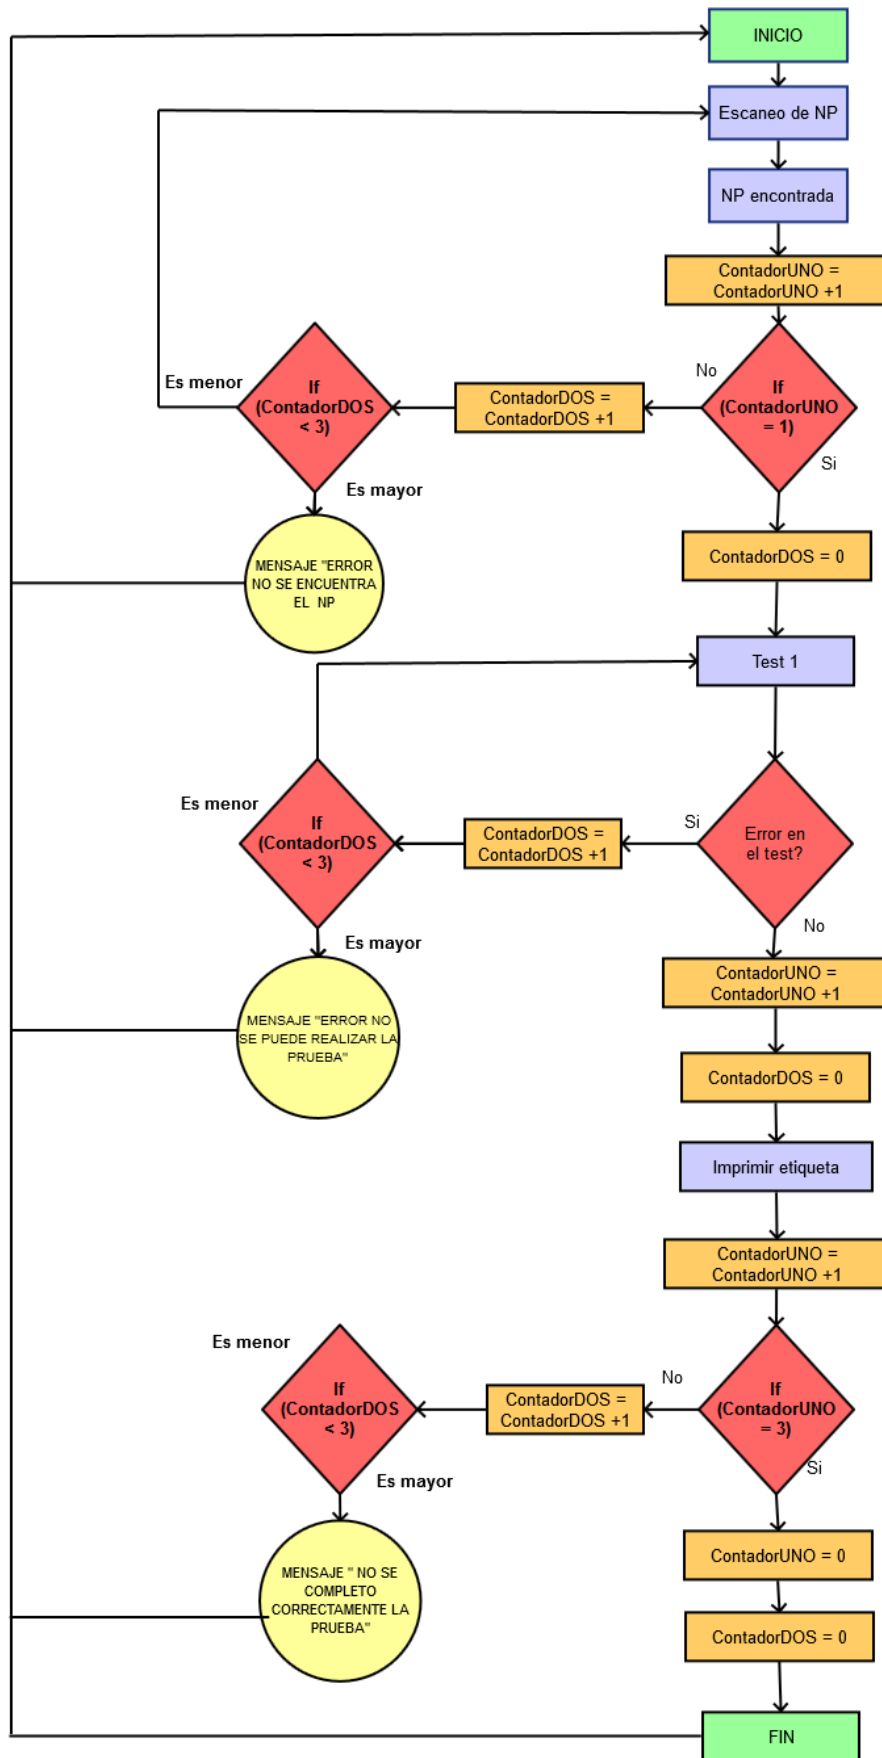 INICIO
Escaneo de NP
NP encontrada
ContadorUNO =
ContadorUNO +1
If
(ContadorUNO
= 1)
No
Si
ContadorDOS =
ContadorDOS +1
If
(ContadorDOS
< 3)
Es menor
Es mayor
MENSAJE "ERROR
NO SE ENCUENTRA
EL NP
ContadorDOS = 0
Test 1
Error en
el test?
Si
No
ContadorDOS =
ContadorDOS +1
If
(ContadorDOS
< 3)
Es menor
Es mayor
MENSAJE "ERROR NO
SE PUEDE REALIZAR LA
PRUEBA"
ContadorUNO =
ContadorUNO +1
ContadorDOS = 0
Imprimir etiqueta
ContadorUNO =
ContadorUNO +1
If
(ContadorUNO
= 3)
No
Si
ContadorDOS =
ContadorDOS +1
If
(ContadorDOS
< 3)
Es menor
Es mayor
MENSAJE " NO SE
COMPLETO
CORRECTAMENTE LA
PRUEBA"
ContadorUNO = 0
ContadorDOS = 0
FIN